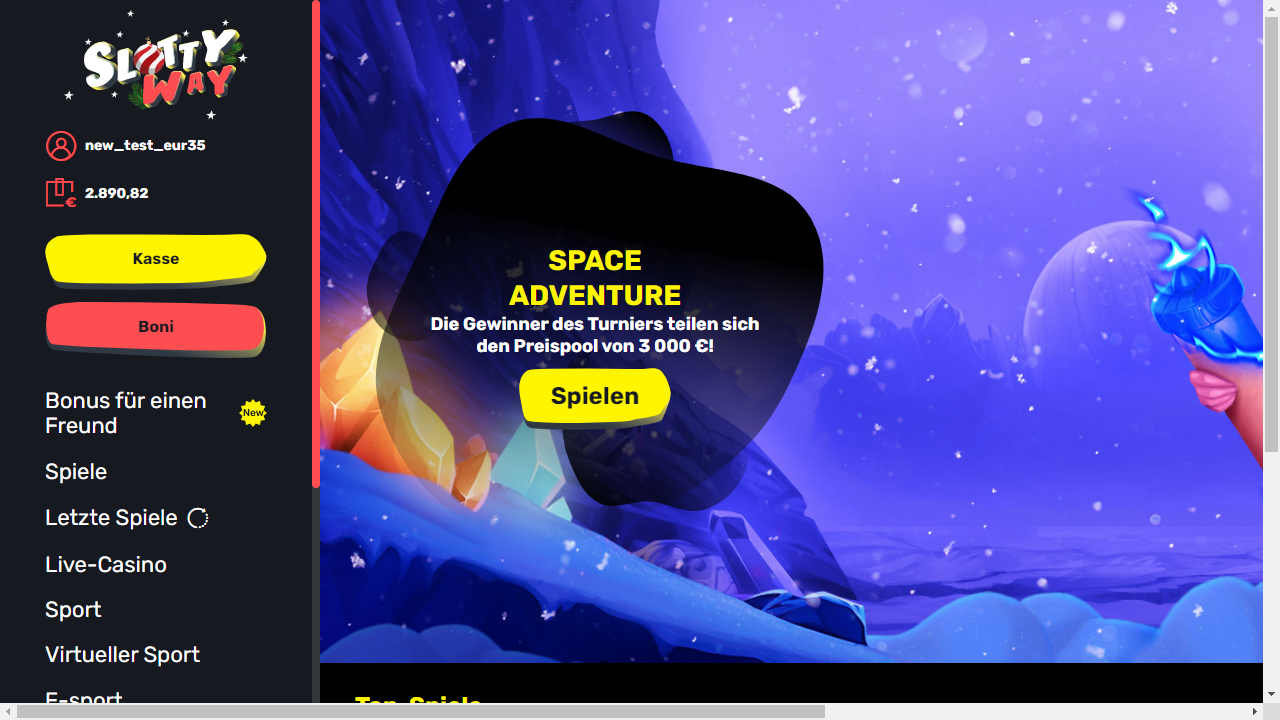 SLOTTY
WAY
new_test_eur35
€ 2.890,82
Kasse
Boni
Bonus für einen
Freund
New
Spiele
Letzte Spiele
Live-Casino
Sport
Virtueller Sport
E-sport
SPACE
ADVENTURE
Die Gewinner des Turniers teilen sich
den Preispool von 3 000 €!
Spielen
Top-Spiele